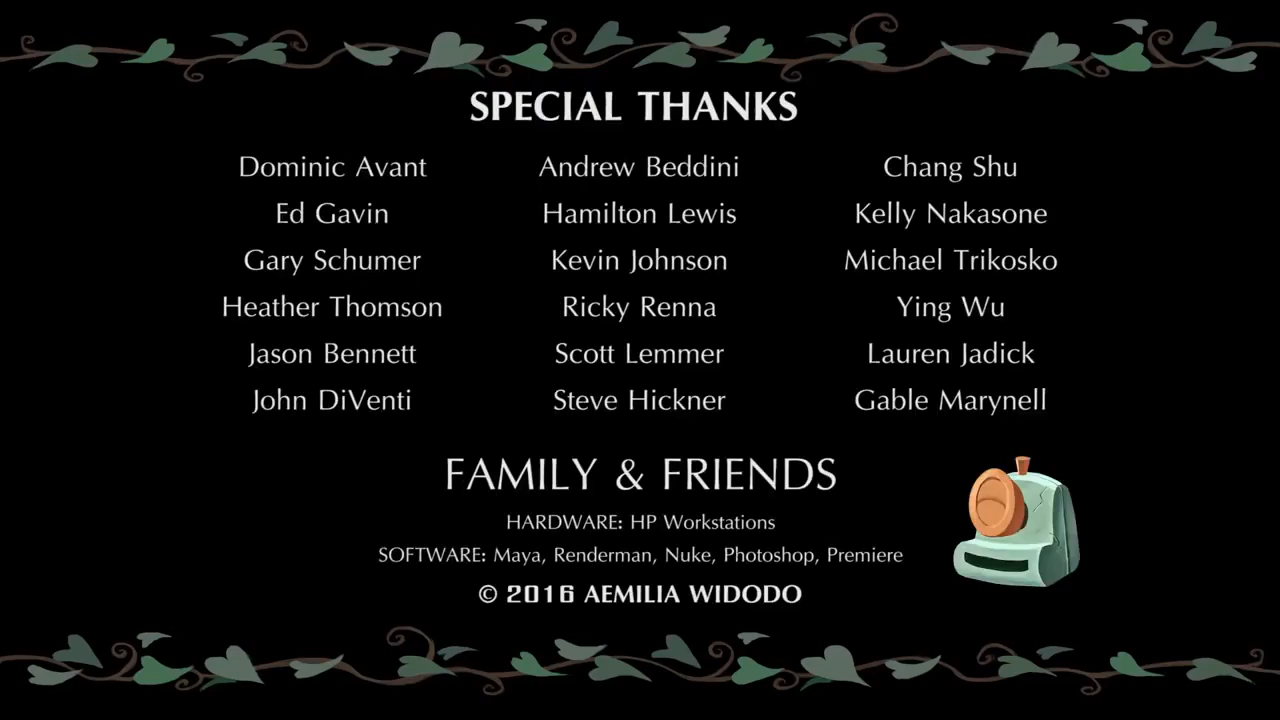 SPECIAL THANKS
Dominic Avant Andrew Beddini Chang Shu
Ed Gavin Hamilton Lewis Kelly Nakasone
Gary Schumer Kevin Johnson Michael Trikosko
Heather Thomson Ricky Renna Ying Wu
Jason Bennett Scott Lemmer Lauren Jadick
John DiVenti Steve Hickner Gable Marynell
FAMILY & FRIENDS
HARDWARE: HP Workstations
SOFTWARE: Maya, Renderman, Nuke, Photoshop, Premiere
© 2016 AEMILIA WIDODO